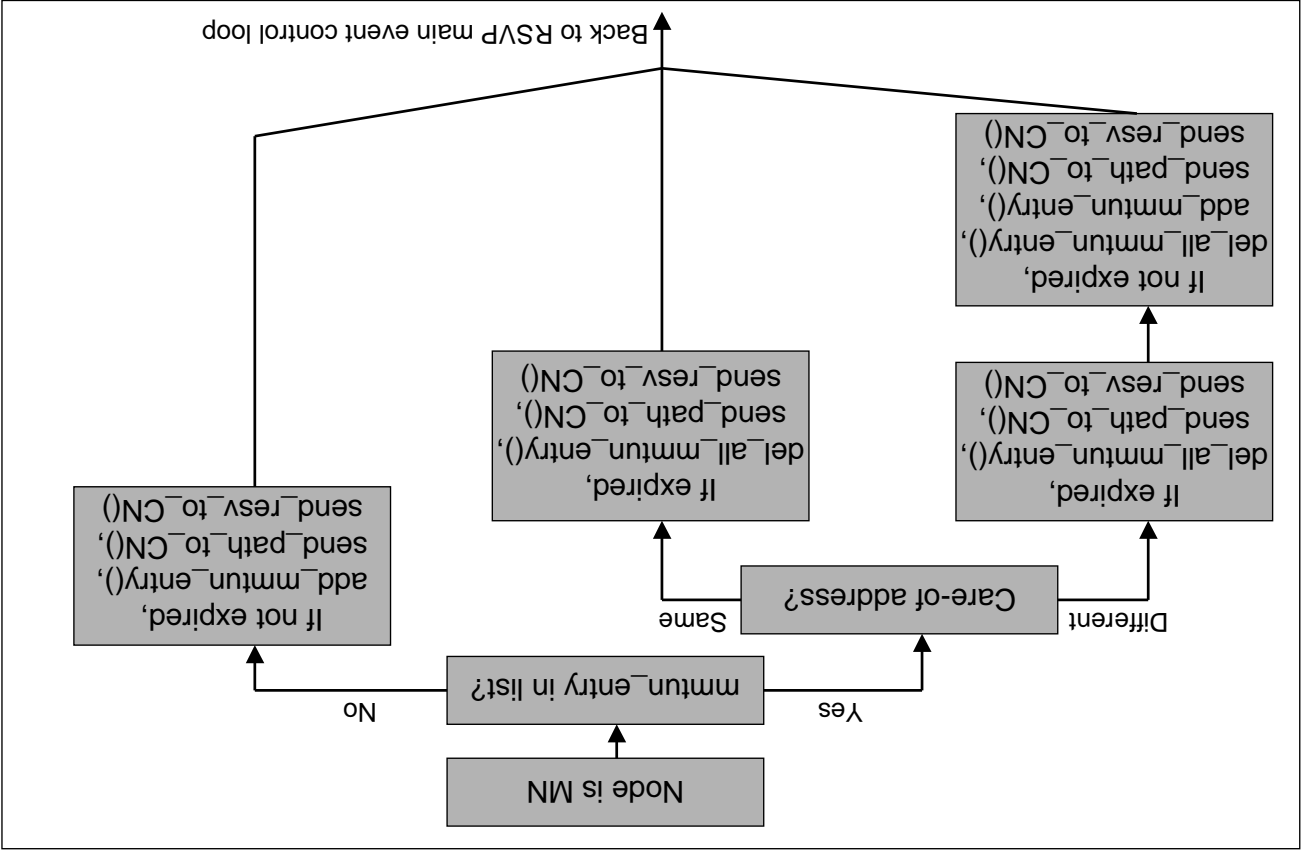 Node is MN
mmtun_entry in list?
Yes
No
Care-of address?
Different
Same
If expired,
del_all_mmtun_entry(),
send_path_to_CN(),
send_resv_to_CN()
If not expired,
del_all_mmtun_entry(),
add_mmtun_entry(),
send_path_to_CN(),
send_resv_to_CN()
If expired,
del_all_mmtun_entry(),
send_path_to_CN(),
send_resv_to_CN()
If not expired,
add_mmtun_entry(),
send_path_to_CN(),
send_resv_to_CN()
Back to RSVP main event control loop